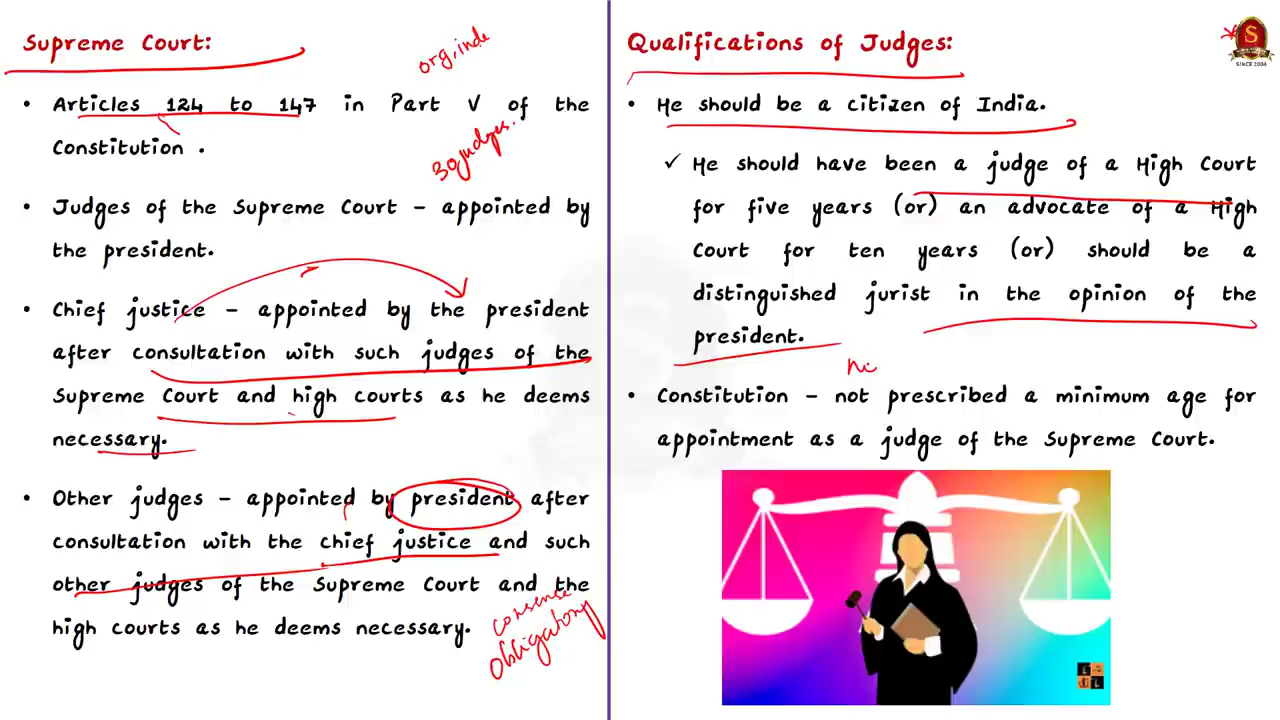 Supreme Court:
org, inde
• Articles 124 to 147 in Part V of the
Constitution .
30 judges.
• Judges of the Supreme Court – appointed by
the president.
• Chief justice – appointed by the president
after consultation with such judges of the
Supreme Court and high courts as he deems
necessary.
• Other judges – appointed by president after
consultation with the chief justice and such
other judges of the Supreme Court and the
high courts as he deems necessary.
obligatory
Qualifications of Judges:
S
SINCE 2004
• He should be a citizen of India.
✓ He should have been a judge of a High Court
for five years (or) an advocate of a High
Court for ten years (or) should be a
distinguished jurist in the opinion of the
president.
• Constitution – not prescribed a minimum age for
appointment as a judge of the Supreme Court.